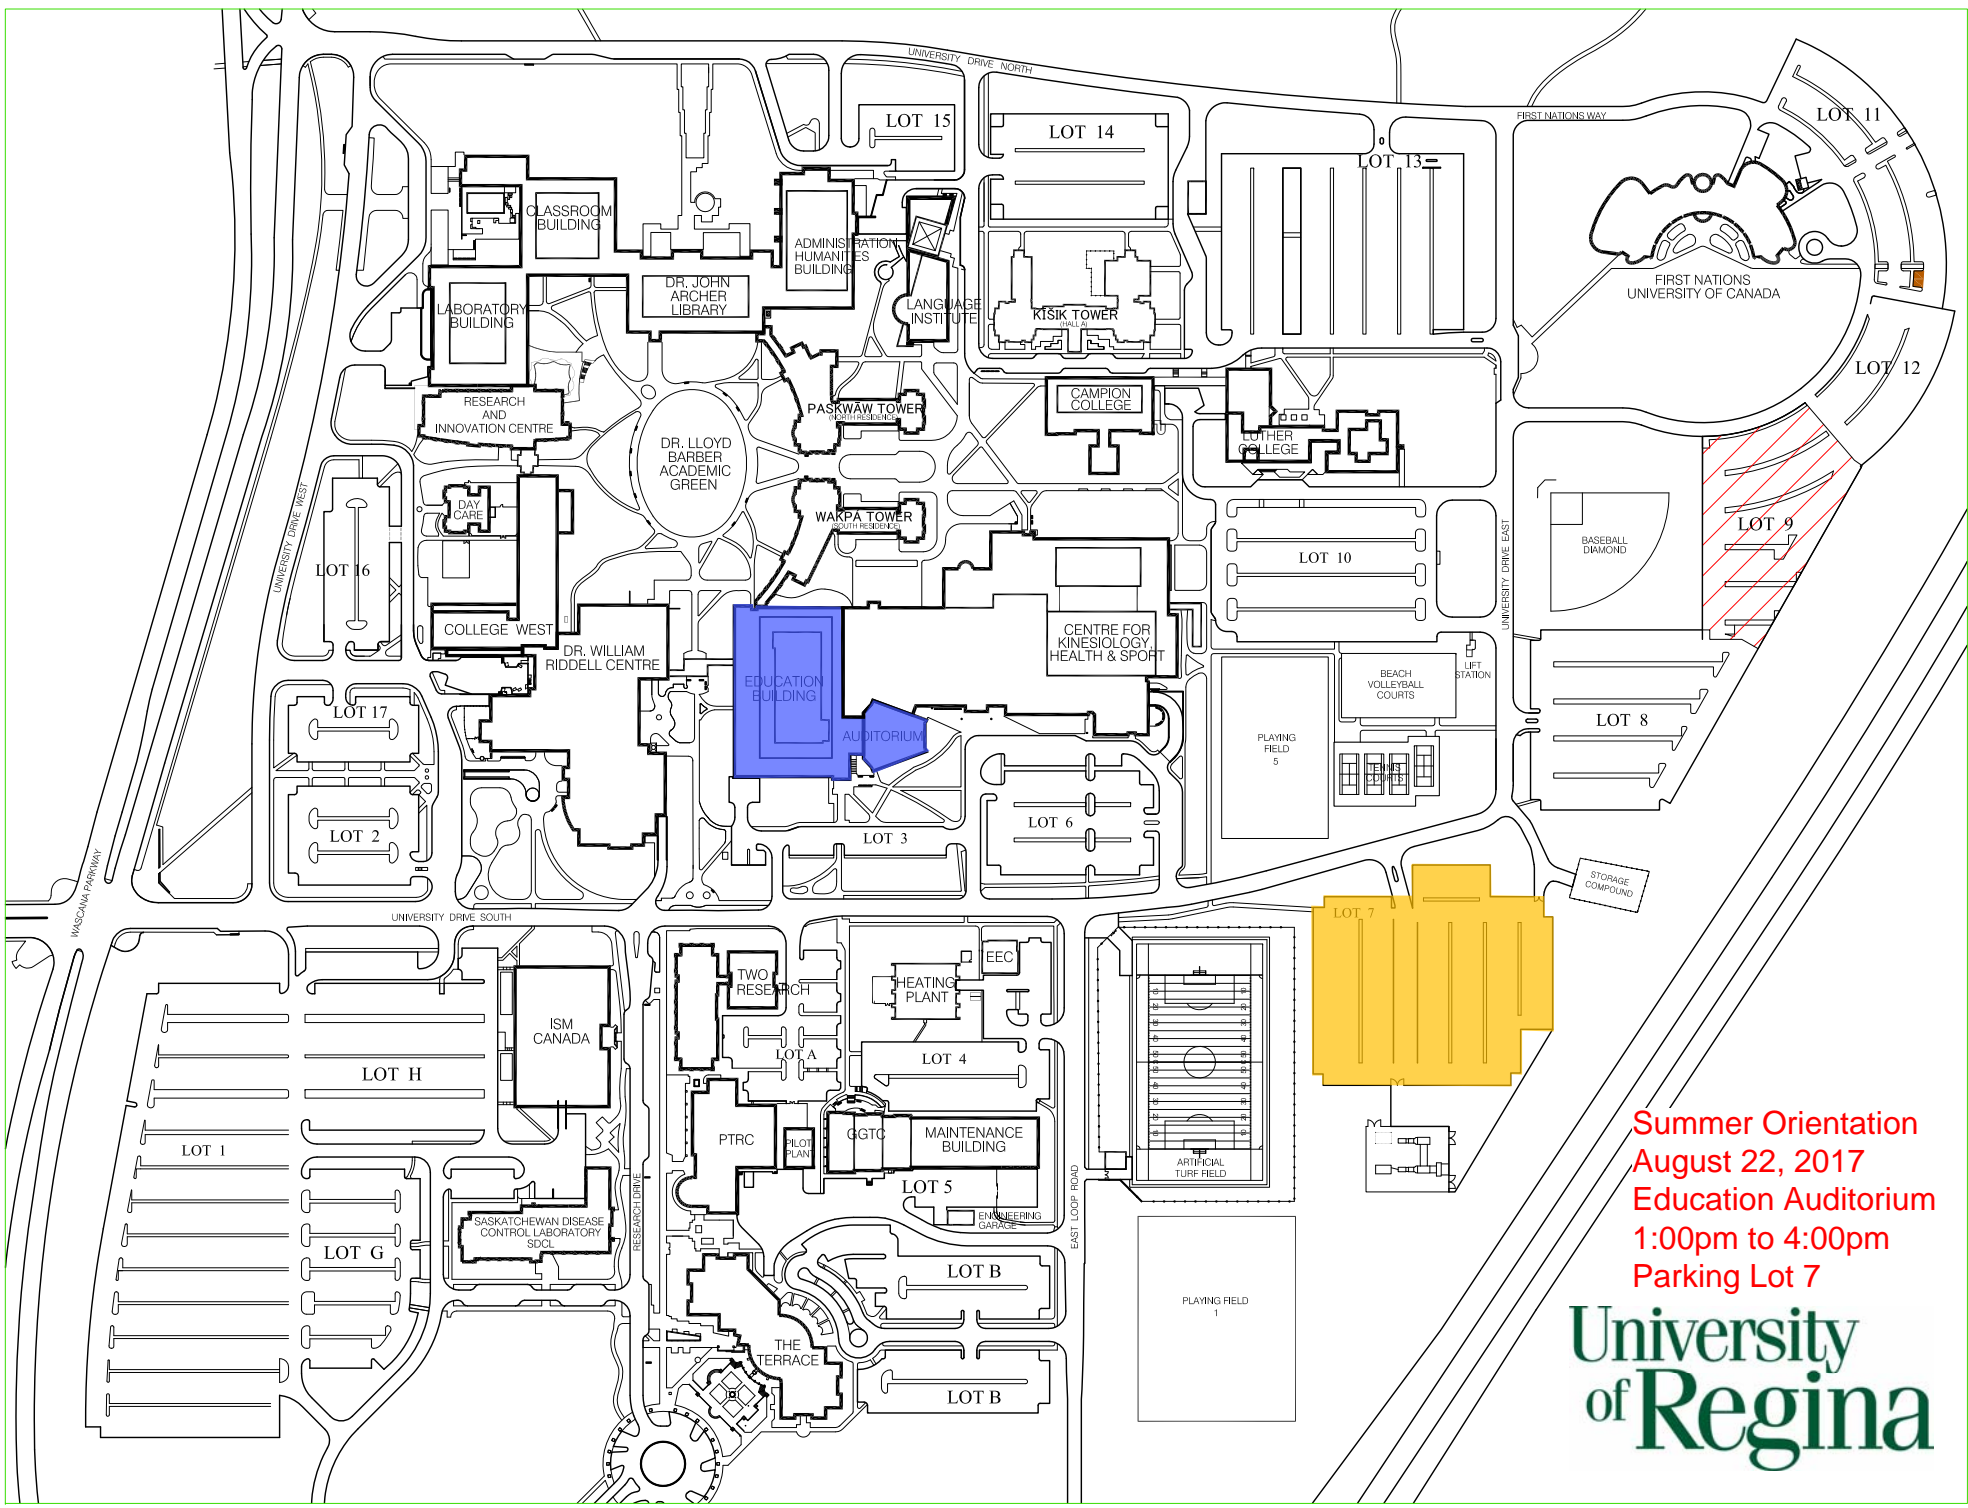 UNIVERSITY DRIVE NORTH
FIRST NATIONS WAY
LOT 11
LOT 15
LOT 14
LOT 13
CLASSROOM
BUILDING
ADMINISTRATION
HUMANITIES
BUILDING
DR. JOHN
ARCHER
LIBRARY
LABORATORY
BUILDING
LANGUAGE
INSTITUTE
KĪŠIK TOWER
(HALL A)
FIRST NATIONS
UNIVERSITY OF CANADA
LOT 12
RESEARCH
AND
INNOVATION CENTRE
PASKWĀW TOWER
(NORTH RESIDENCE)
CAMPION
COLLEGE
LUTHER
COLLEGE
DR. LLOYD
BARBER
ACADEMIC
GREEN
DAY
CARE
WAKPÁ TOWER
(SOUTH RESIDENCE)
UNIVERSITY DRIVE WEST
LOT 16
LOT 10
UNIVERSITY DRIVE EAST
BASEBALL
DIAMOND
LOT 9
COLLEGE WEST
DR. WILLIAM
RIDDELL CENTRE
EDUCATION
BUILDING
AUDITORIUM
CENTRE FOR
KINESIOLOGY,
HEALTH & SPORT
BEACH
VOLLEYBALL
COURTS
LIFT
STATION
LOT 17
LOT 8
PLAYING
FIELD
5
TENNIS
COURTS
LOT 2
LOT 3
LOT 6
WASCANA PARKWAY
STORAGE
COMPOUND
UNIVERSITY DRIVE SOUTH
LOT 7
TWO
RESEARCH
HEATING
PLANT
EEC
ISM
CANADA
LOT A
LOT 4
LOT H
LOT 1
PTRC
PILOT
PLANT
GGTC
MAINTENANCE
BUILDING
ARTIFICIAL
TURF FIELD
LOT 5
ENGINEERING
GARAGE
SASKATCHEWAN DISEASE
CONTROL LABORATORY
SDCL
RESEARCH DRIVE
EAST LOOP ROAD
LOT G
LOT B
THE
TERRACE
LOT B
PLAYING FIELD
1
Summer Orientation
August 22, 2017
Education Auditorium
1:00pm to 4:00pm
Parking Lot 7
University
of Regina